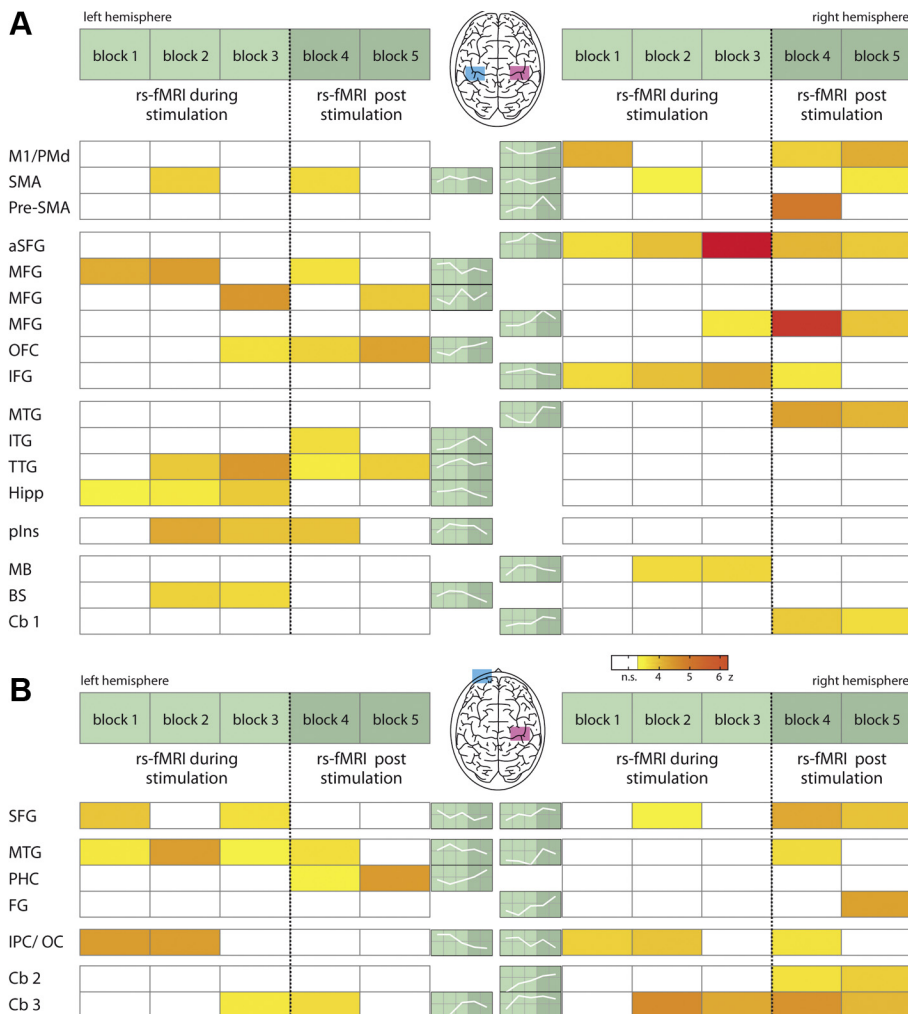 A
left hemisphere
right hemisphere
block 1 block 2 block 3 block 4 block 5
block 1 block 2 block 3 block 4 block 5
rs-fMRI during stimulation
rs-fMRI post stimulation
rs-fMRI during stimulation
rs-fMRI post stimulation
M1/PMd
SMA
Pre-SMA
aSFG
MFG
MFG
MFG
OFC
IFG
MTG
ITG
TTG
Hipp
pIns
MB
BS
Cb 1
n.s. 4 5 6 z
B
left hemisphere
right hemisphere
block 1 block 2 block 3 block 4 block 5
block 1 block 2 block 3 block 4 block 5
rs-fMRI during stimulation
rs-fMRI post stimulation
rs-fMRI during stimulation
rs-fMRI post stimulation
SFG
MTG
PHC
FG
IPC/ OC
Cb 2
Cb 3